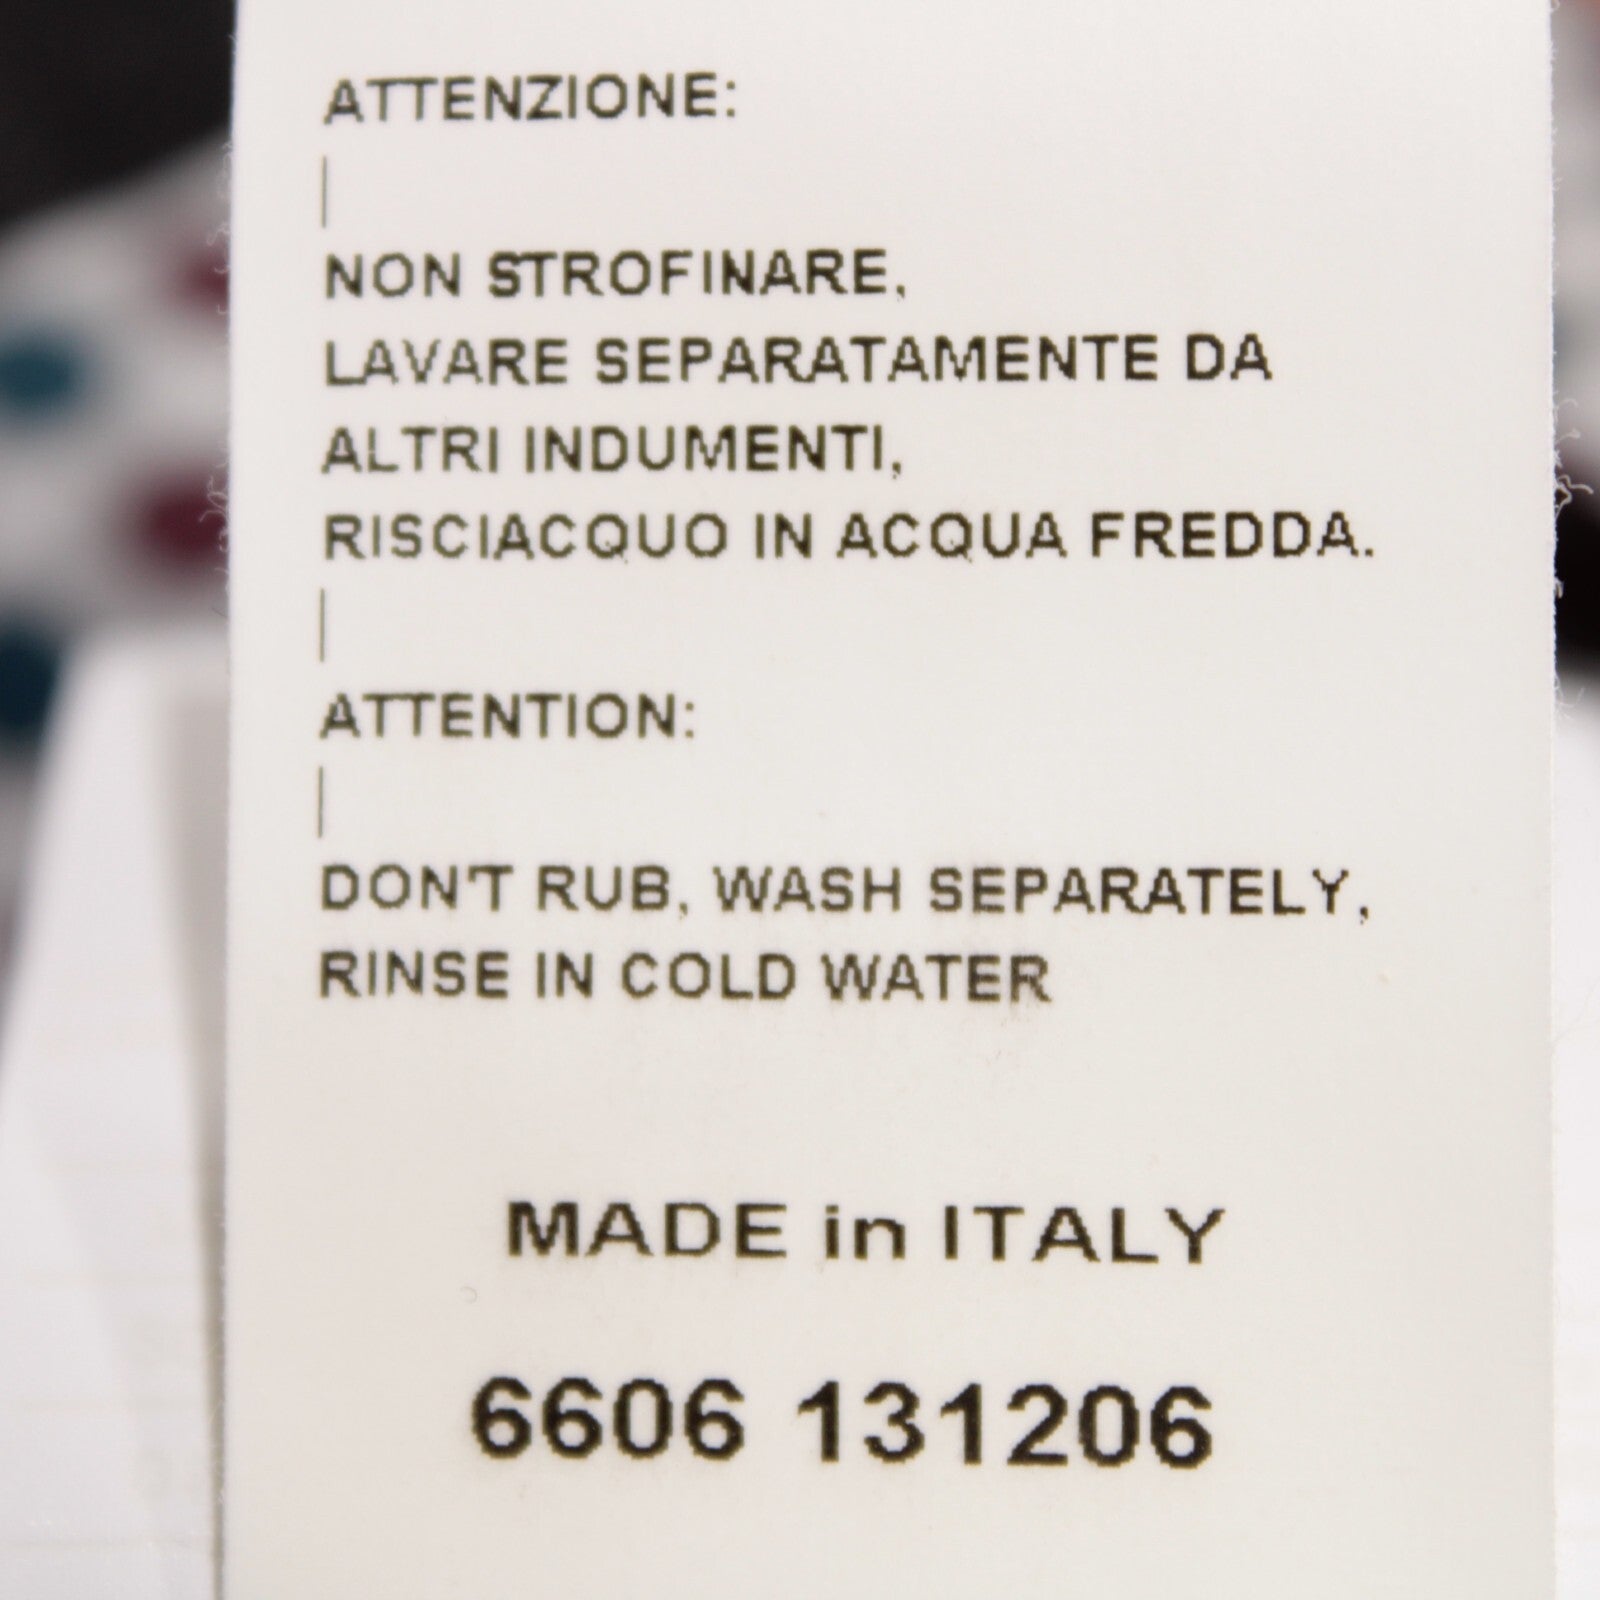 ATTENZIONE:
|
NON STROFINARE,
LAVARE SEPARATAMENTE DA
ALTRI INDUMENTI,
RISCIACQUO IN ACQUA FREDDA.
|
ATTENTION:
|
DON'T RUB, WASH SEPARATELY,
RINSE IN COLD WATER
MADE in ITALY
6606 131206